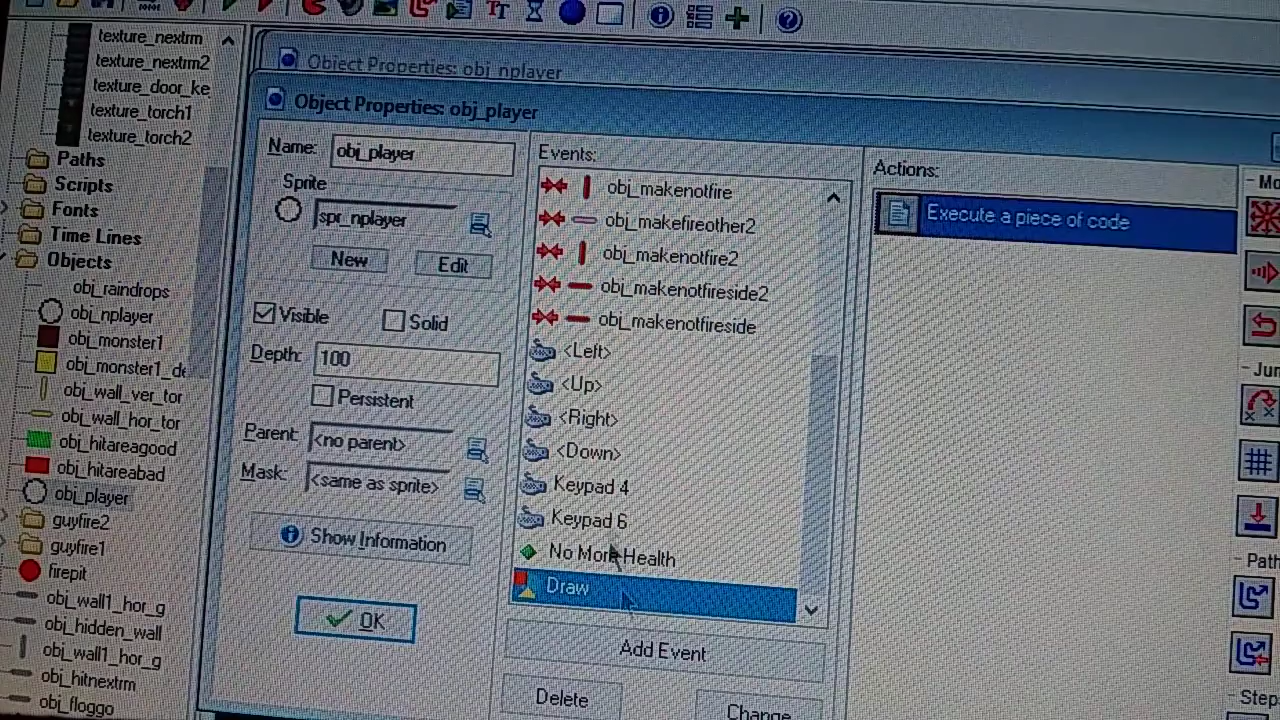 texture_nextrm
texture_nextrm2
texture_door_ke
texture_torch1
texture_torch2
Paths
Scripts
Fonts
Time Lines
Objects
obj_raindrops
obj_nplayer
obj_monster1
obj_monster1_de
obj_wall_ver_tor
obj_wall_hor_tor
obj_hitareagood
obj_hitareabad
obj_player
guyfire2
guyfire1
firepit
obj_wall1_hor_g
obj_hidden_wall
obj_wall1_hor_g
obj_hitnextrm
obj_floggo
Object Properties: obj_nplayer
Object Properties: obj_player
Name: obj_player
Sprite
spr_nplayer
New Edit
Visible Solid
Depth: 100
Persistent
Parent: <no parent>
Mask: <same as sprite>
Show Information
OK
Events:
obj_makenotfire
obj_makefireother2
obj_makenotfire2
obj_makenotfireside2
obj_makenotfireside
<Left>
<Up>
<Right>
<Down>
Keypad 4
Keypad 6
No More Health
Draw
Add Event
Delete Change
Actions:
Execute a piece of code
Mo
Jum
Path
Step